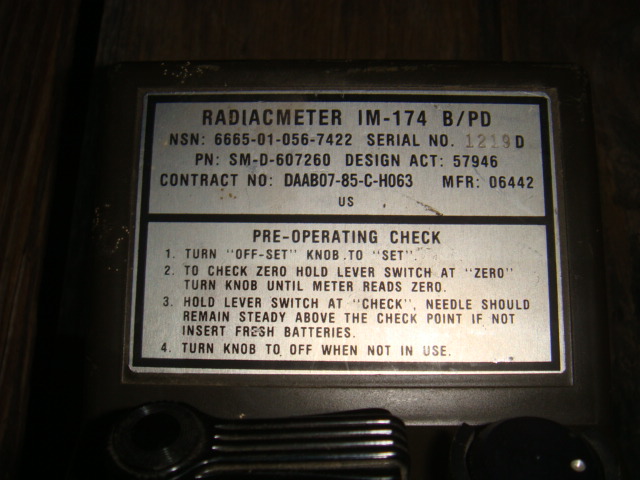 RADIACMETER IM-174 B/PD
NSN: 6665-01-056-7422 SERIAL NO. 1219D
PN: SM-D-607260 DESIGN ACT: 57946
CONTRACT NO: DAAB07-85-C-H063 MFR: 06442
US
PRE-OPERATING CHECK
1. TURN "OFF-SET" KNOB TO "SET".
2. TO CHECK ZERO HOLD LEVER SWITCH AT "ZERO"
TURN KNOB UNTIL METER READS ZERO.
3. HOLD LEVER SWITCH AT "CHECK", NEEDLE SHOULD
REMAIN STEADY ABOVE THE CHECK POINT IF NOT
INSERT FRESH BATTERIES.
4. TURN KNOB TO OFF WHEN NOT IN USE.